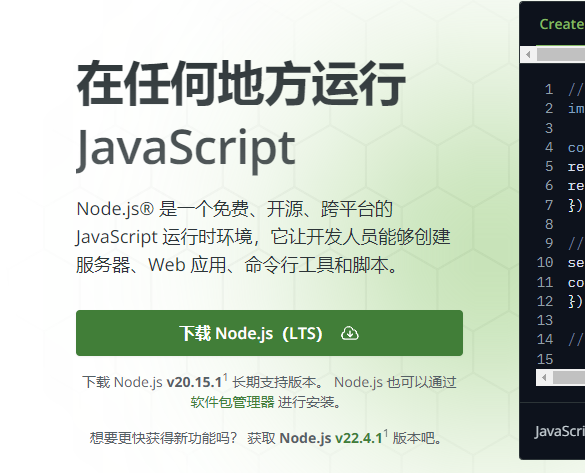 Create
在任何地方运行
JavaScript
Node.js® 是一个免费、开源、跨平台的
JavaScript 运行时环境，它让开发人员能够创建
服务器、Web 应用、命令行工具和脚本。
下载 Node.js（LTS）
下载 Node.js v20.15.1¹ 长期支持版本。 Node.js 也可以通过
软件包管理器 进行安装。
想要更快获得新功能吗？ 获取 Node.js v22.4.1¹ 版本吧。
1 //
2 im
3
4 co
5 re
6 re
7 })
8
9 //
10 se
11 co
12 })
13
14 //
15
JavaScri